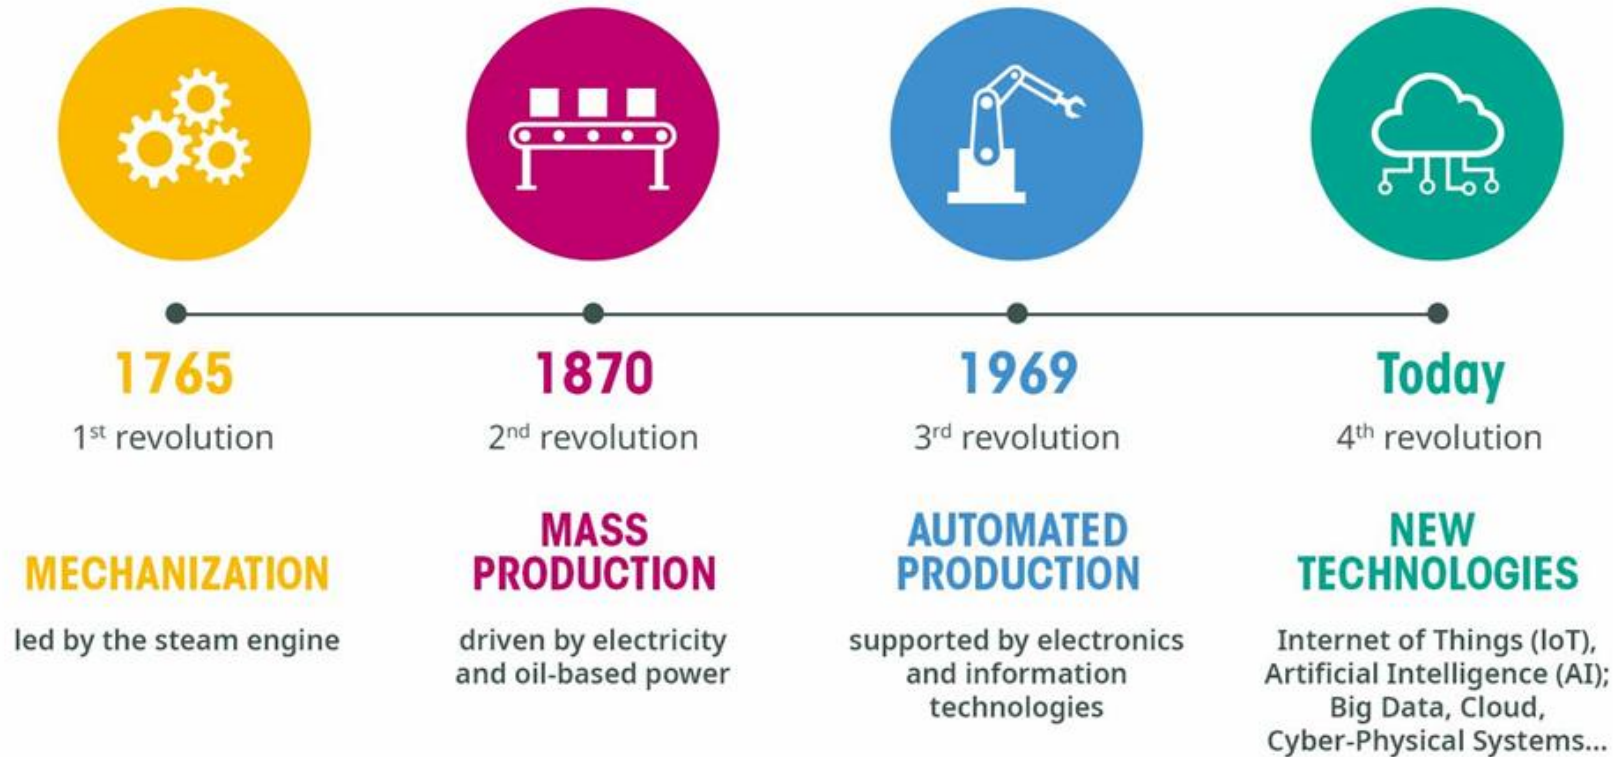 1765
1st revolution
MECHANIZATION
led by the steam engine
1870
2nd revolution
MASS
PRODUCTION
driven by electricity
and oil-based power
1969
3rd revolution
AUTOMATED
PRODUCTION
supported by electronics
and information
technologies
Today
4th revolution
NEW
TECHNOLOGIES
Internet of Things (IoT),
Artificial Intelligence (AI);
Big Data, Cloud,
Cyber-Physical Systems...